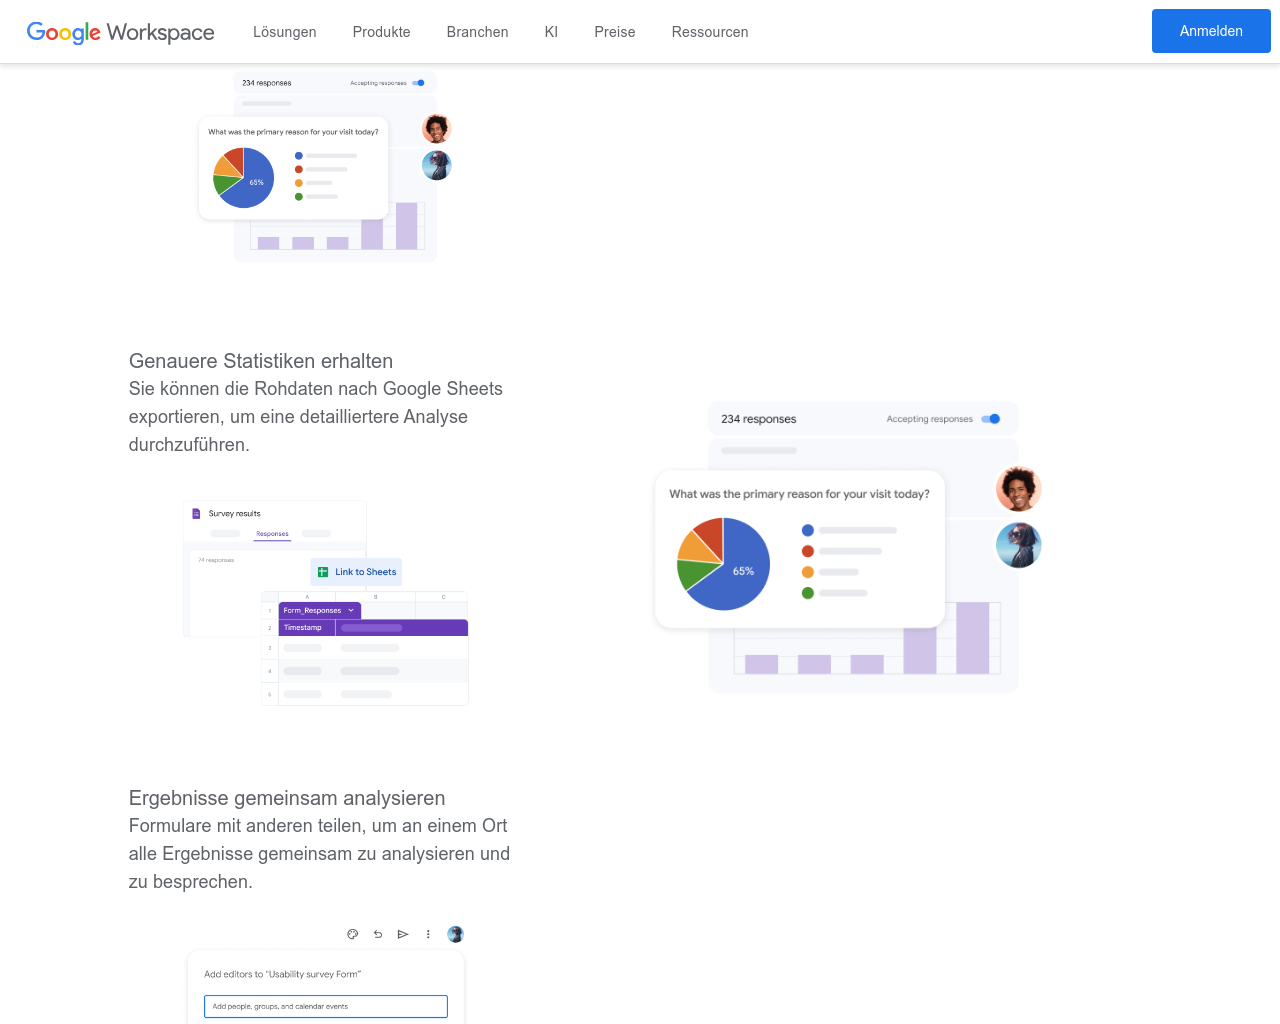 Google Workspace
Lösungen
Produkte
Branchen
KI
Preise
Ressourcen
Anmelden
234 responses
Accepting responses
What was the primary reason for your visit today?
65%
Genauere Statistiken erhalten
Sie können die Rohdaten nach Google Sheets
exportieren, um eine detailliertere Analyse
durchzuführen.
Survey results
Responses
74 responses
Link to Sheets
A
B
C
1
Form_Responses
2
Timestamp
3
4
5
234 responses
Accepting responses
What was the primary reason for your visit today?
65%
Ergebnisse gemeinsam analysieren
Formulare mit anderen teilen, um an einem Ort
alle Ergebnisse gemeinsam zu analysieren und
zu besprechen.
Add editors to "Usability survey Form"
Add people, groups, and calendar events